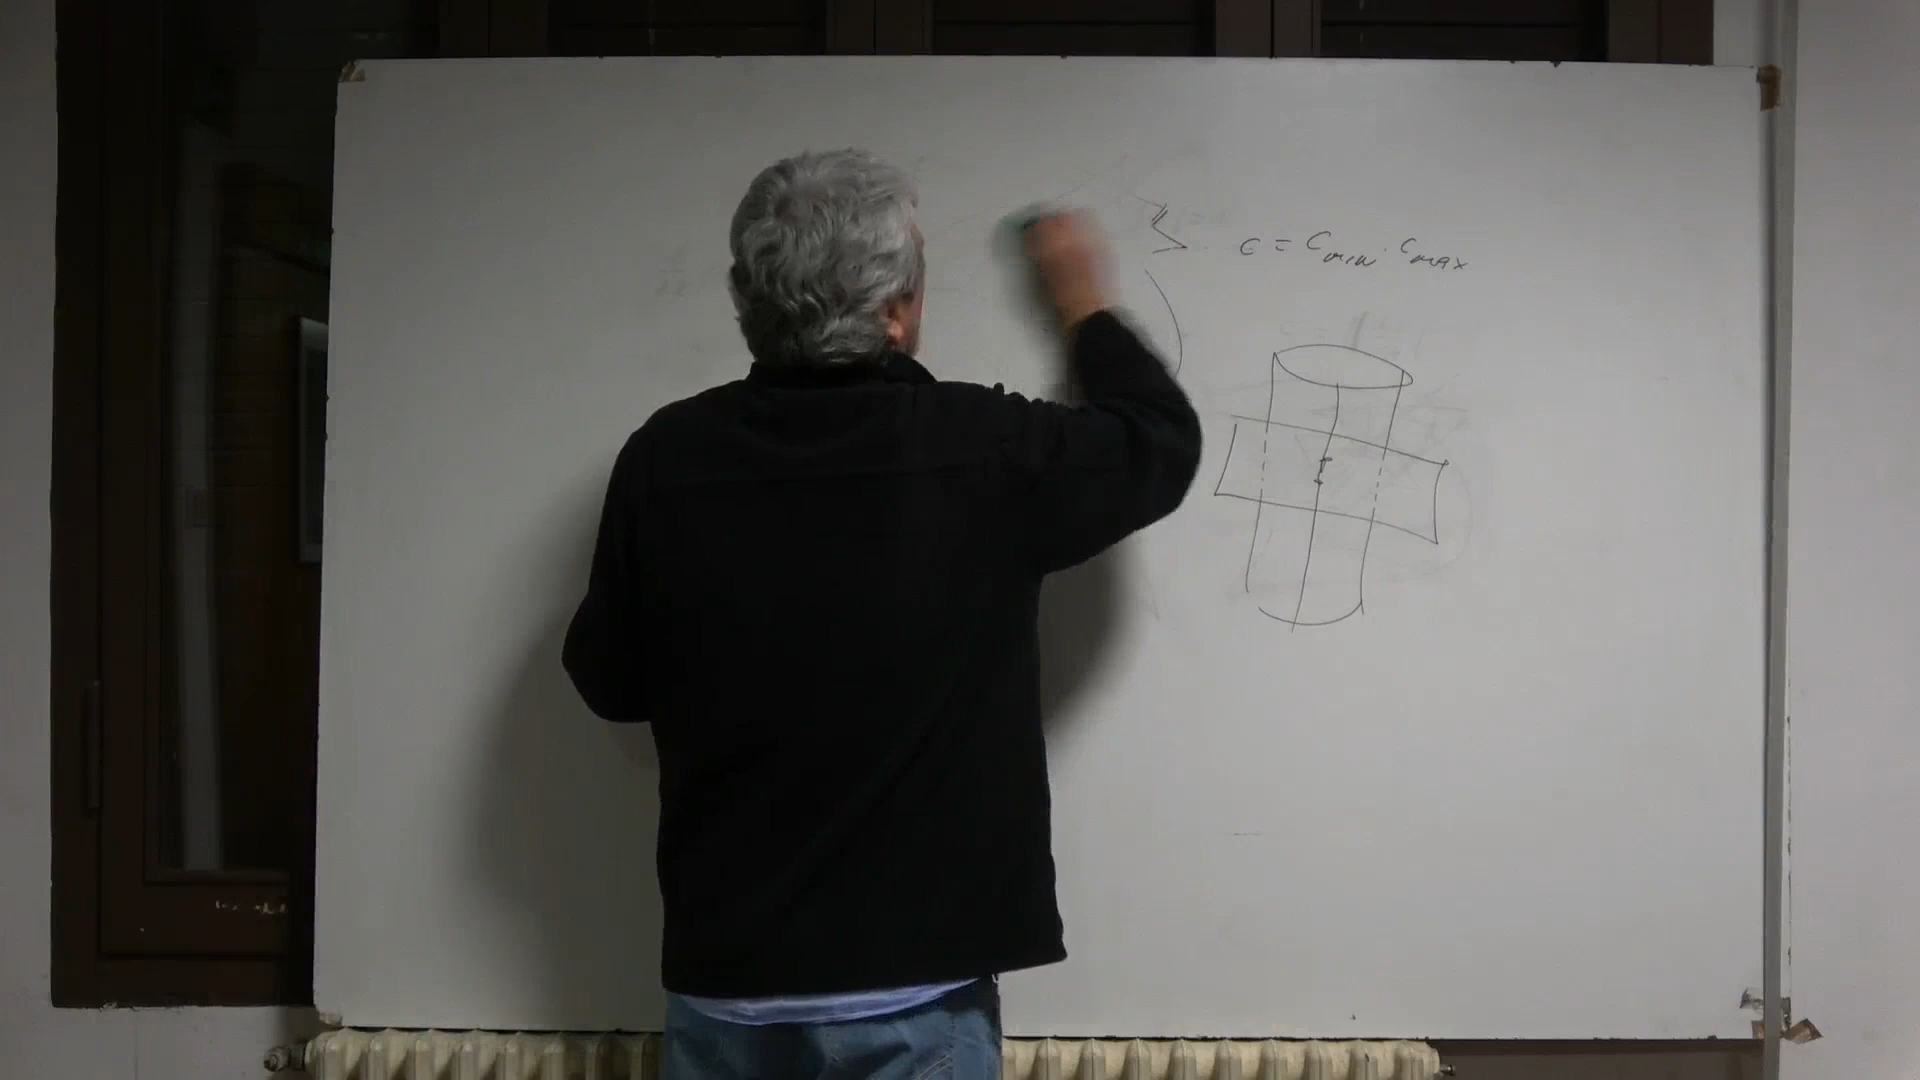 c = c_min · c_max